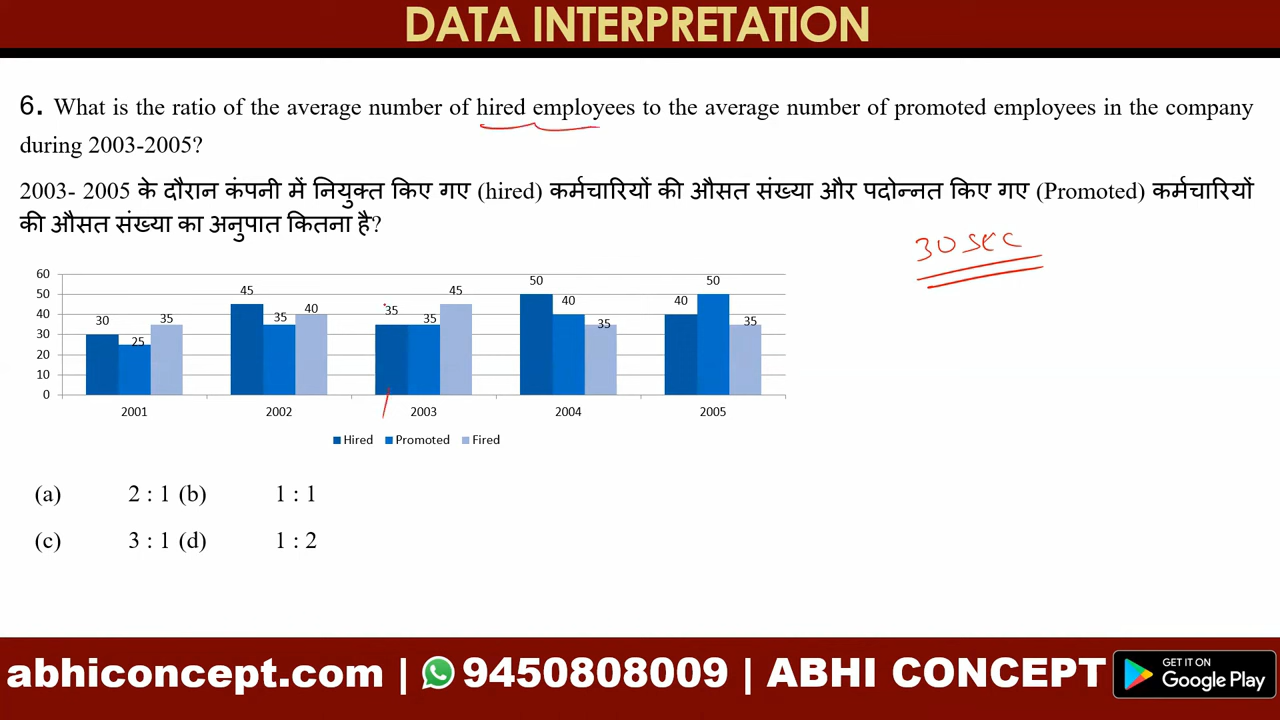 DATA INTERPRETATION
6. What is the ratio of the average number of hired employees to the average number of promoted employees in the company
during 2003-2005?
2003- 2005 के दौरान कंपनी में नियुक्त किए गए (hired) कर्मचारियों की औसत संख्या और पदोन्नत किए गए (Promoted) कर्मचारियों
की औसत संख्या का अनुपात कितना है?
30 sec
60
50
40
30
20
10
0
30 25 35
45 35 40
35 35 45
50 40 35
40 50 35
2001 2002 2003 2004 2005
Hired Promoted Fired
(a) 2 : 1 (b) 1 : 1
(c) 3 : 1 (d) 1 : 2
abhiconcept.com | 9450808009 | ABHI CONCEPT
GET IT ON
Google Play